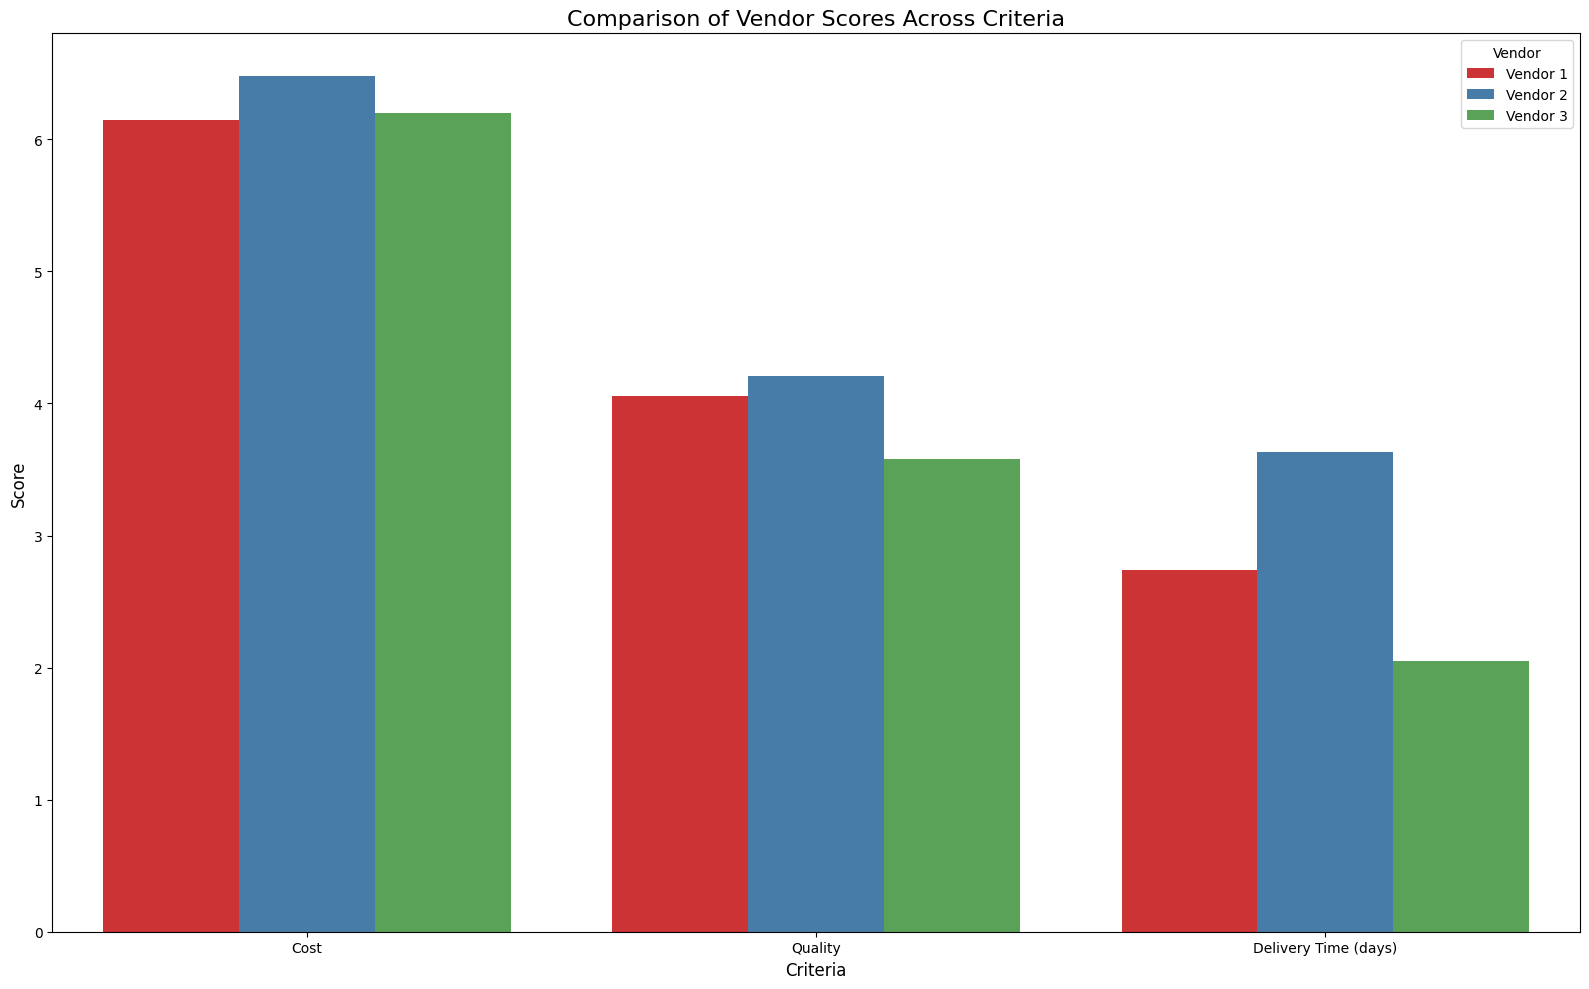 Comparison of Vendor Scores Across Criteria
Vendor
Vendor 1
Vendor 2
Vendor 3
Score
6
5
4
3
2
1
0
Cost
Quality
Delivery Time (days)
Criteria